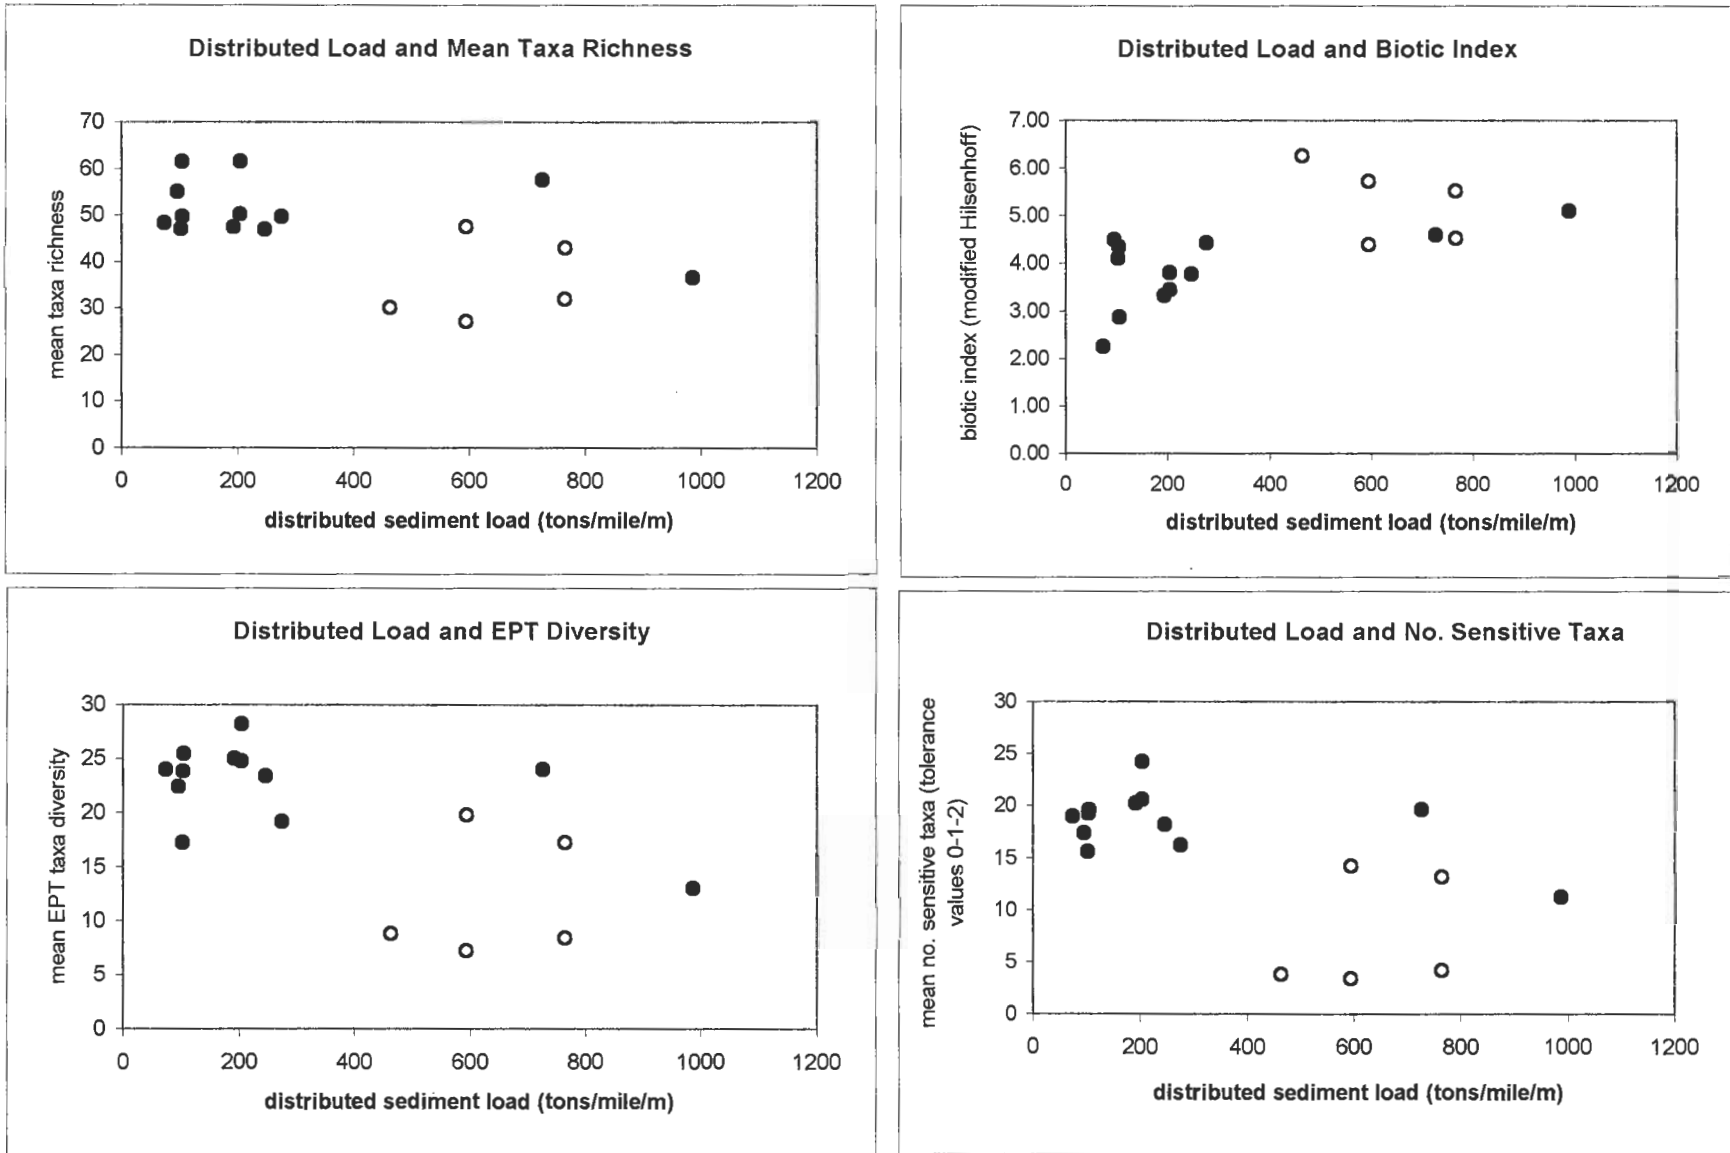 Distributed Load and Mean Taxa Richness
mean taxa richness
70
60
50
40
30
20
10
0
0 200 400 600 800 1000 1200
distributed sediment load (tons/mile/m)
Distributed Load and Biotic Index
biotic index (modified Hilsenhoff)
7.00
6.00
5.00
4.00
3.00
2.00
1.00
0.00
0 200 400 600 800 1000 1200
distributed sediment load (tons/mile/m)
Distributed Load and EPT Diversity
mean EPT taxa diversity
30
25
20
15
10
5
0
0 200 400 600 800 1000 1200
distributed sediment load (tons/mile/m)
Distributed Load and No. Sensitive Taxa
mean no. sensitive taxa (tolerance
values 0-1-2)
30
25
20
15
10
5
0
0 200 400 600 800 1000 1200
distributed sediment load (tons/mile/m)